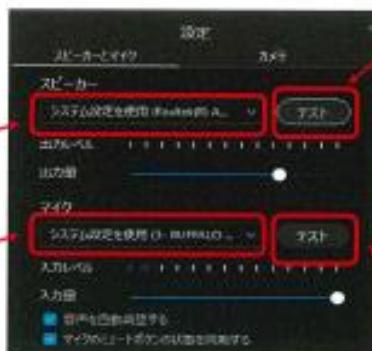 設定
スピーカーとマイク カメラ
スピーカー
システム設定を使用 (Realtek(R) A... テスト
出力レベル
出力量
マイク
システム設定を使用 (3- BUFFALO ... テスト
入力レベル
入力量
音声を自動調整する
マイクのミュートボタンの状態を同期する